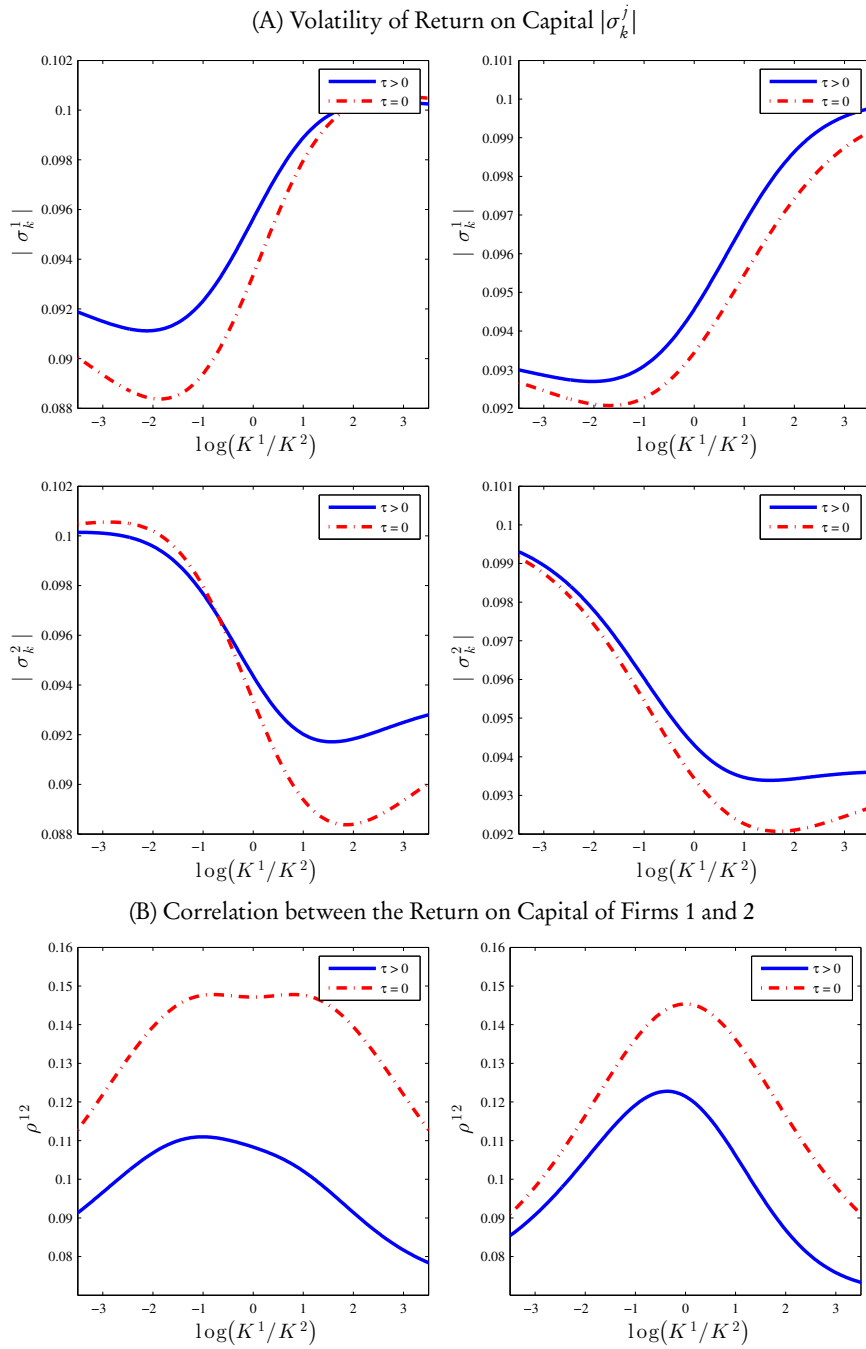 (A) Volatility of Return on Capital |σ_k^j|
0.102
0.1
0.098
0.096
0.094
0.092
0.09
0.088
| σ_k^1 |
τ > 0
τ = 0
−3 −2 −1 0 1 2 3
log(K^1/K^2)
0.101
0.1
0.099
0.098
0.097
0.096
0.095
0.094
0.093
0.092
| σ_k^1 |
τ > 0
τ = 0
−3 −2 −1 0 1 2 3
log(K^1/K^2)
0.102
0.1
0.098
0.096
0.094
0.092
0.09
0.088
| σ_k^2 |
τ > 0
τ = 0
−3 −2 −1 0 1 2 3
log(K^1/K^2)
0.101
0.1
0.099
0.098
0.097
0.096
0.095
0.094
0.093
0.092
| σ_k^2 |
τ > 0
τ = 0
−3 −2 −1 0 1 2 3
log(K^1/K^2)
(B) Correlation between the Return on Capital of Firms 1 and 2
0.16
0.15
0.14
0.13
0.12
0.11
0.1
0.09
0.08
ρ^12
τ > 0
τ = 0
−3 −2 −1 0 1 2 3
log(K^1/K^2)
0.16
0.15
0.14
0.13
0.12
0.11
0.1
0.09
0.08
ρ^12
τ > 0
τ = 0
−3 −2 −1 0 1 2 3
log(K^1/K^2)